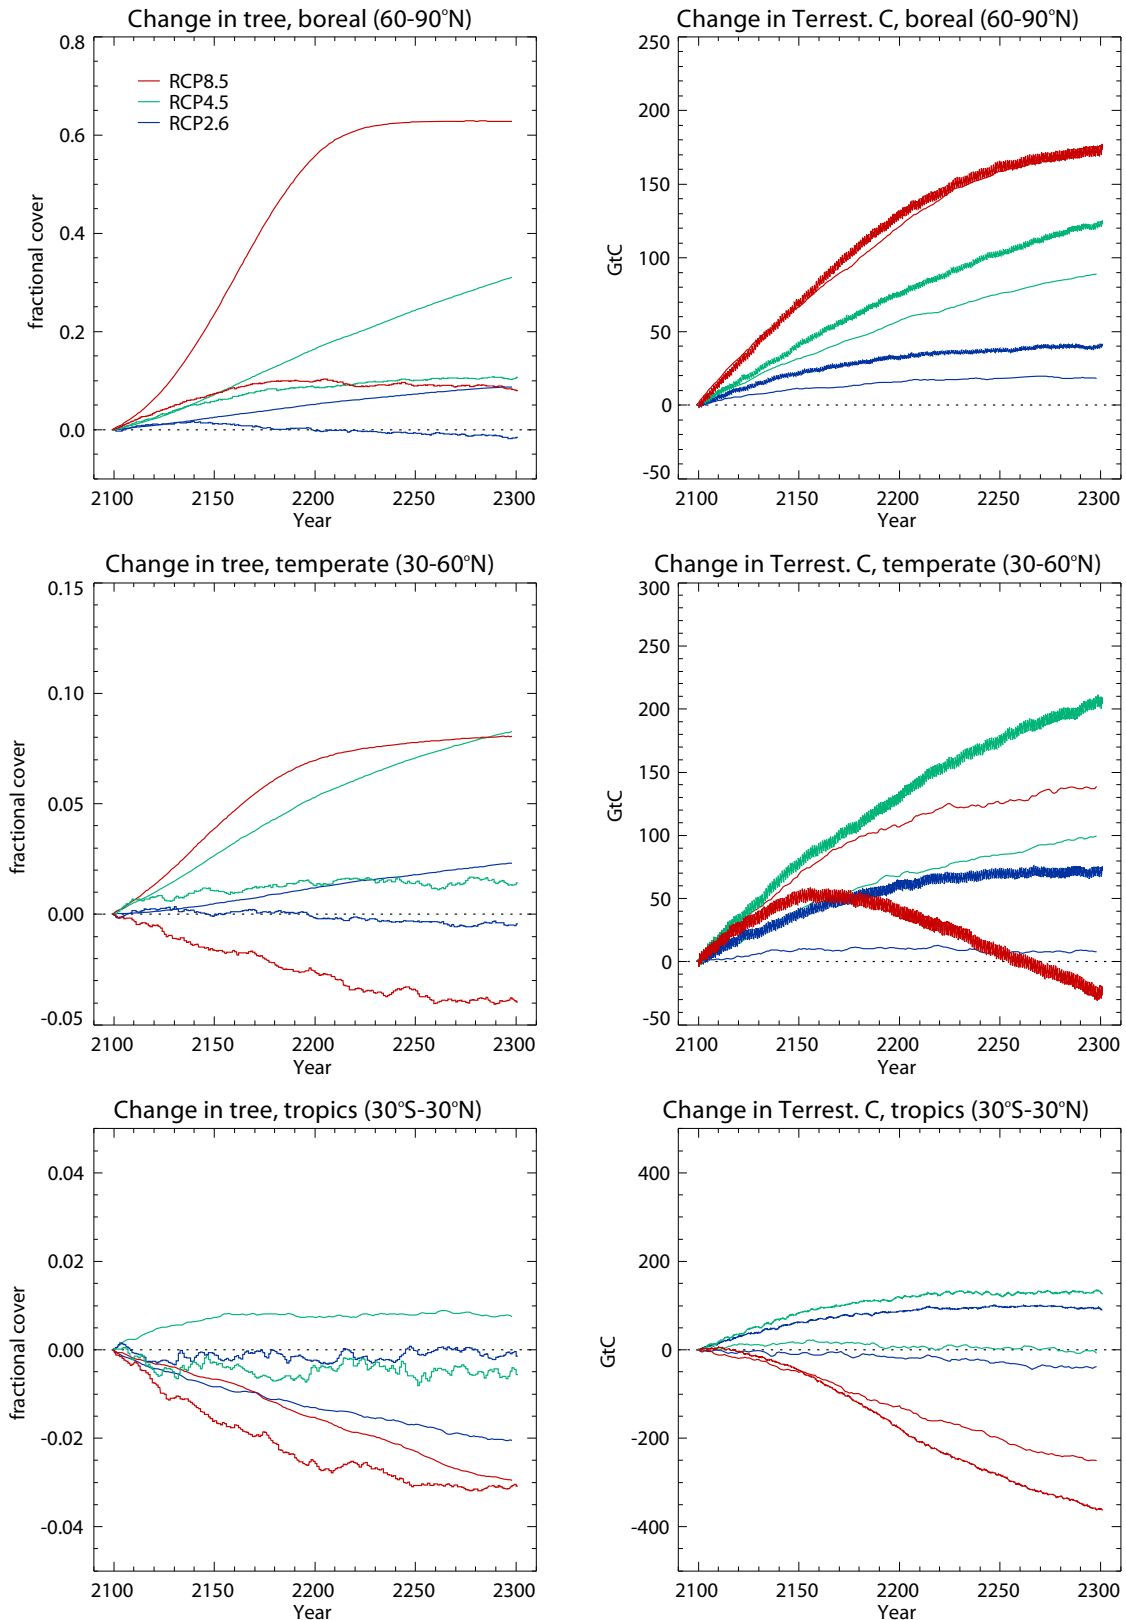 Change in tree, boreal (60-90°N)
0.8
0.6
0.4
0.2
0.0
fractional cover
RCP8.5
RCP4.5
RCP2.6
2100 2150 2200 2250 2300
Year
Change in Terrest. C, boreal (60-90°N)
250
200
150
100
50
0
-50
GtC
2100 2150 2200 2250 2300
Year
Change in tree, temperate (30-60°N)
0.15
0.10
0.05
0.00
-0.05
fractional cover
2100 2150 2200 2250 2300
Year
Change in Terrest. C, temperate (30-60°N)
300
250
200
150
100
50
0
-50
GtC
2100 2150 2200 2250 2300
Year
Change in tree, tropics (30°S-30°N)
0.04
0.02
0.00
-0.02
-0.04
fractional cover
2100 2150 2200 2250 2300
Year
Change in Terrest. C, tropics (30°S-30°N)
400
200
0
-200
-400
GtC
2100 2150 2200 2250 2300
Year